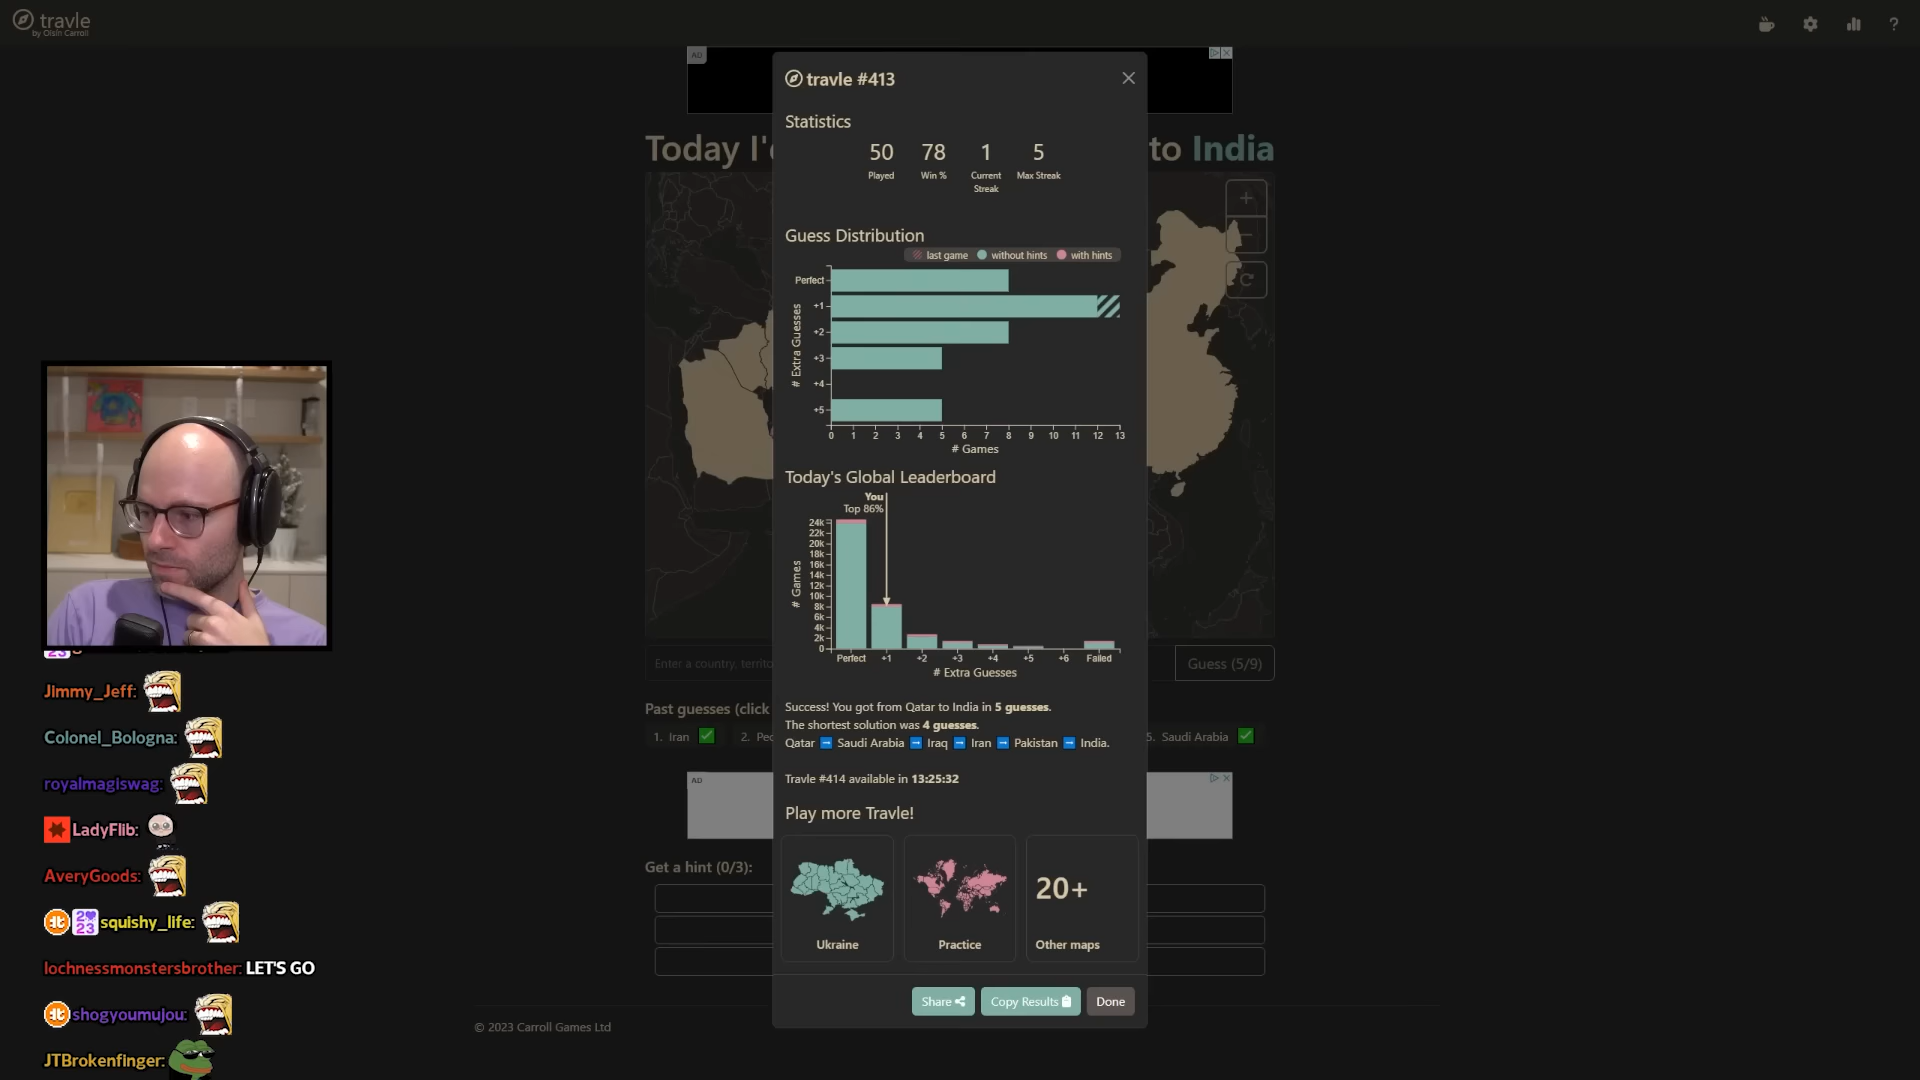 travle
by Oisín Carroll
?
AD
travle #413
Statistics
50 78 1 5
Played Win % Current Streak Max Streak
Today I'd to India
Guess Distribution
last game without hints with hints
Perfect
+1
+2
+3
+4
+5
# Extra Guesses
0 1 2 3 4 5 6 7 8 9 10 11 12 13
# Games
Today's Global Leaderboard
You
Top 86%
24k
22k
20k
18k
16k
14k
12k
10k
8k
6k
4k
2k
0
# Games
Perfect +1 +2 +3 +4 +5 +6 Failed
# Extra Guesses
Enter a country, territo
Guess (5/9)
Success! You got from Qatar to India in 5 guesses.
The shortest solution was 4 guesses.
Qatar ➡ Saudi Arabia ➡ Iraq ➡ Iran ➡ Pakistan ➡ India.
Past guesses (click
1. Iran 2. Pec 5. Saudi Arabia
Travle #414 available in 13:25:32
AD
Play more Travle!
Get a hint (0/3):
20+
Ukraine Practice Other maps
Share Copy Results Done
© 2023 Carroll Games Ltd
Jimmy_Jeff:
Colonel_Bologna:
royalmagiswag:
LadyFlib:
AveryGoods:
squishy_life:
lochnessmonstersbrother: LET'S GO
shogyoumujou:
JTBrokenfinger: